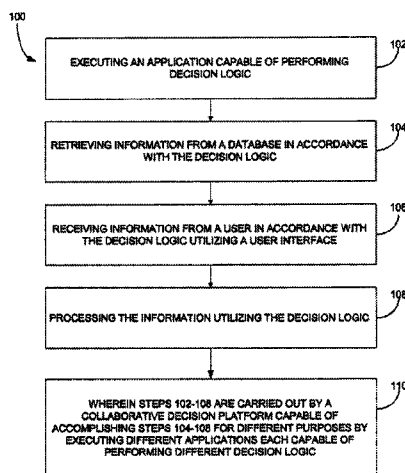 100
102
EXECUTING AN APPLICATION CAPABLE OF PERFORMING
DECISION LOGIC
104
RETRIEVING INFORMATION FROM A DATABASE IN ACCORDANCE
WITH THE DECISION LOGIC
106
RECEIVING INFORMATION FROM A USER IN ACCORDANCE WITH
THE DECISION LOGIC UTILIZING A USER INTERFACE
108
PROCESSING THE INFORMATION UTILIZING THE DECISION LOGIC
110
WHEREIN STEPS 102-108 ARE CARRIED OUT BY A
COLLABORATIVE DECISION PLATFORM CAPABLE OF
ACCOMPLISHING STEPS 104-108 FOR DIFFERENT PURPOSES BY
EXECUTING DIFFERENT APPLICATIONS EACH CAPABLE OF
PERFORMING DIFFERENT DECISION LOGIC